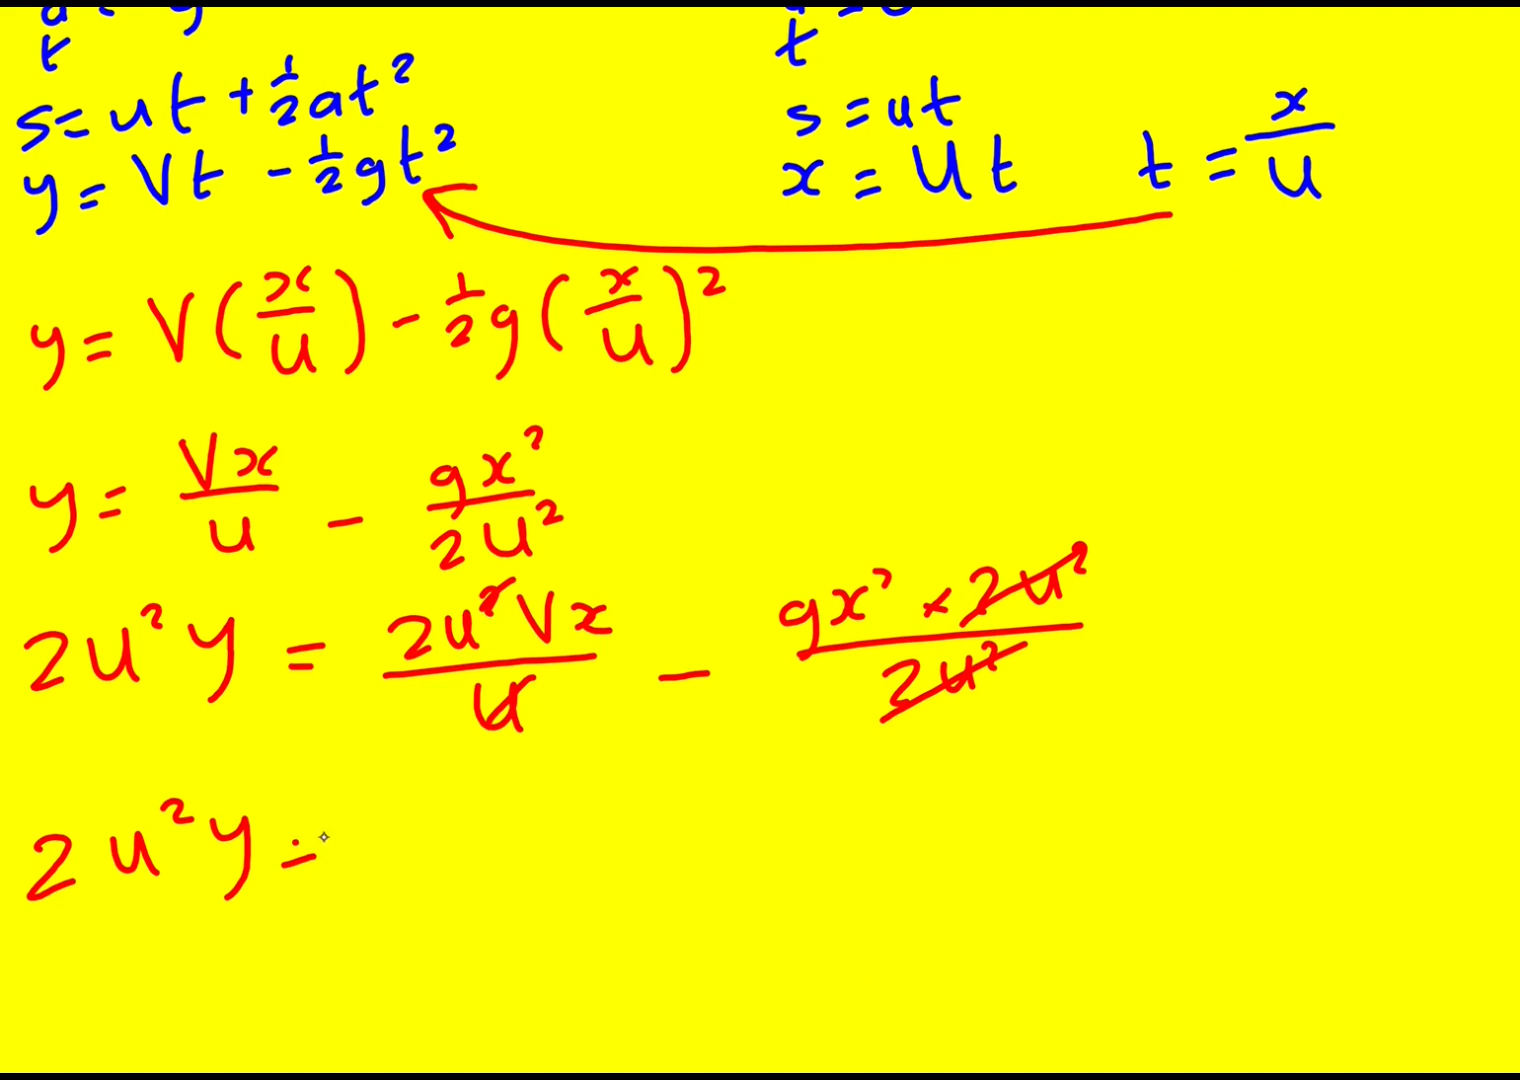 s = ut + ½at²
s = ut
y = Vt - ½gt²
x = Ut t = x/U
y = V(x/U) - ½g(x/U)²
y = Vx/U - gx²/2U²
2U²y = 2U²Vx/U - gx² × 2U²/2U²
2U²y =